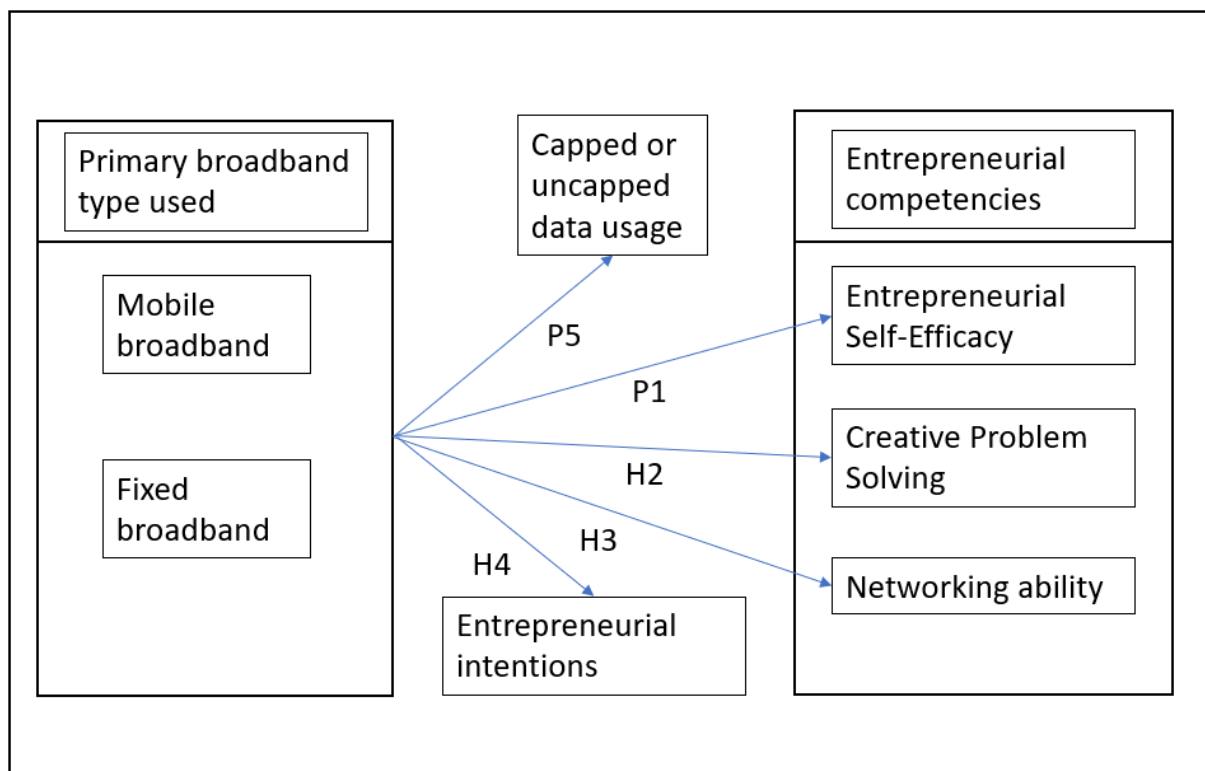 Primary broadband
type used
Mobile
broadband
Fixed
broadband
Capped or
uncapped
data usage
P5
P1
H2
H3
H4
Entrepreneurial
intentions
Entrepreneurial
competencies
Entrepreneurial
Self-Efficacy
Creative Problem
Solving
Networking ability